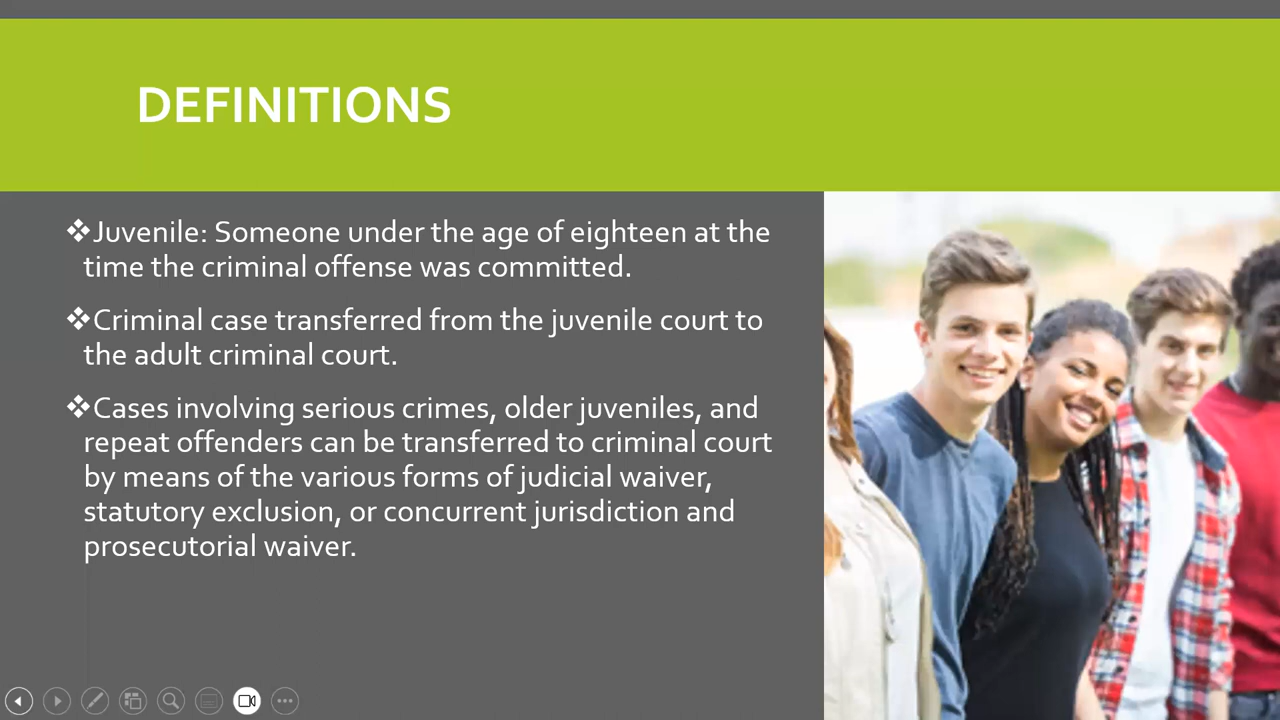 DEFINITIONS
❖Juvenile: Someone under the age of eighteen at the
time the criminal offense was committed.
❖Criminal case transferred from the juvenile court to
the adult criminal court.
❖Cases involving serious crimes, older juveniles, and
repeat offenders can be transferred to criminal court
by means of the various forms of judicial waiver,
statutory exclusion, or concurrent jurisdiction and
prosecutorial waiver.